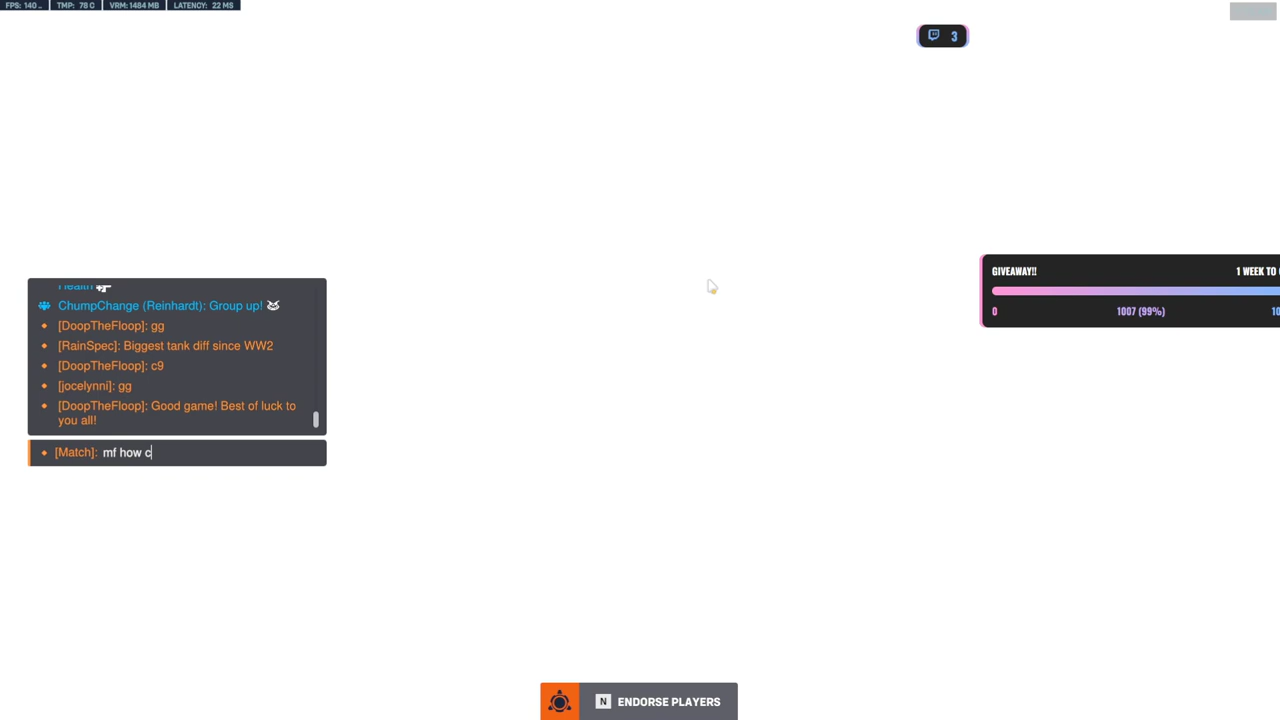 FPS: 140 .. TMP: 78 C VRM: 1484 MB LATENCY: 22 MS
3
GIVEAWAY!! 1 WEEK TO
0 1007 (99%)
Health
ChumpChange (Reinhardt): Group up!
[DoopTheFloop]: gg
[RainSpec]: Biggest tank diff since WW2
[DoopTheFloop]: c9
[jocelynni]: gg
[DoopTheFloop]: Good game! Best of luck to
you all!
[Match]: mf how c
N ENDORSE PLAYERS